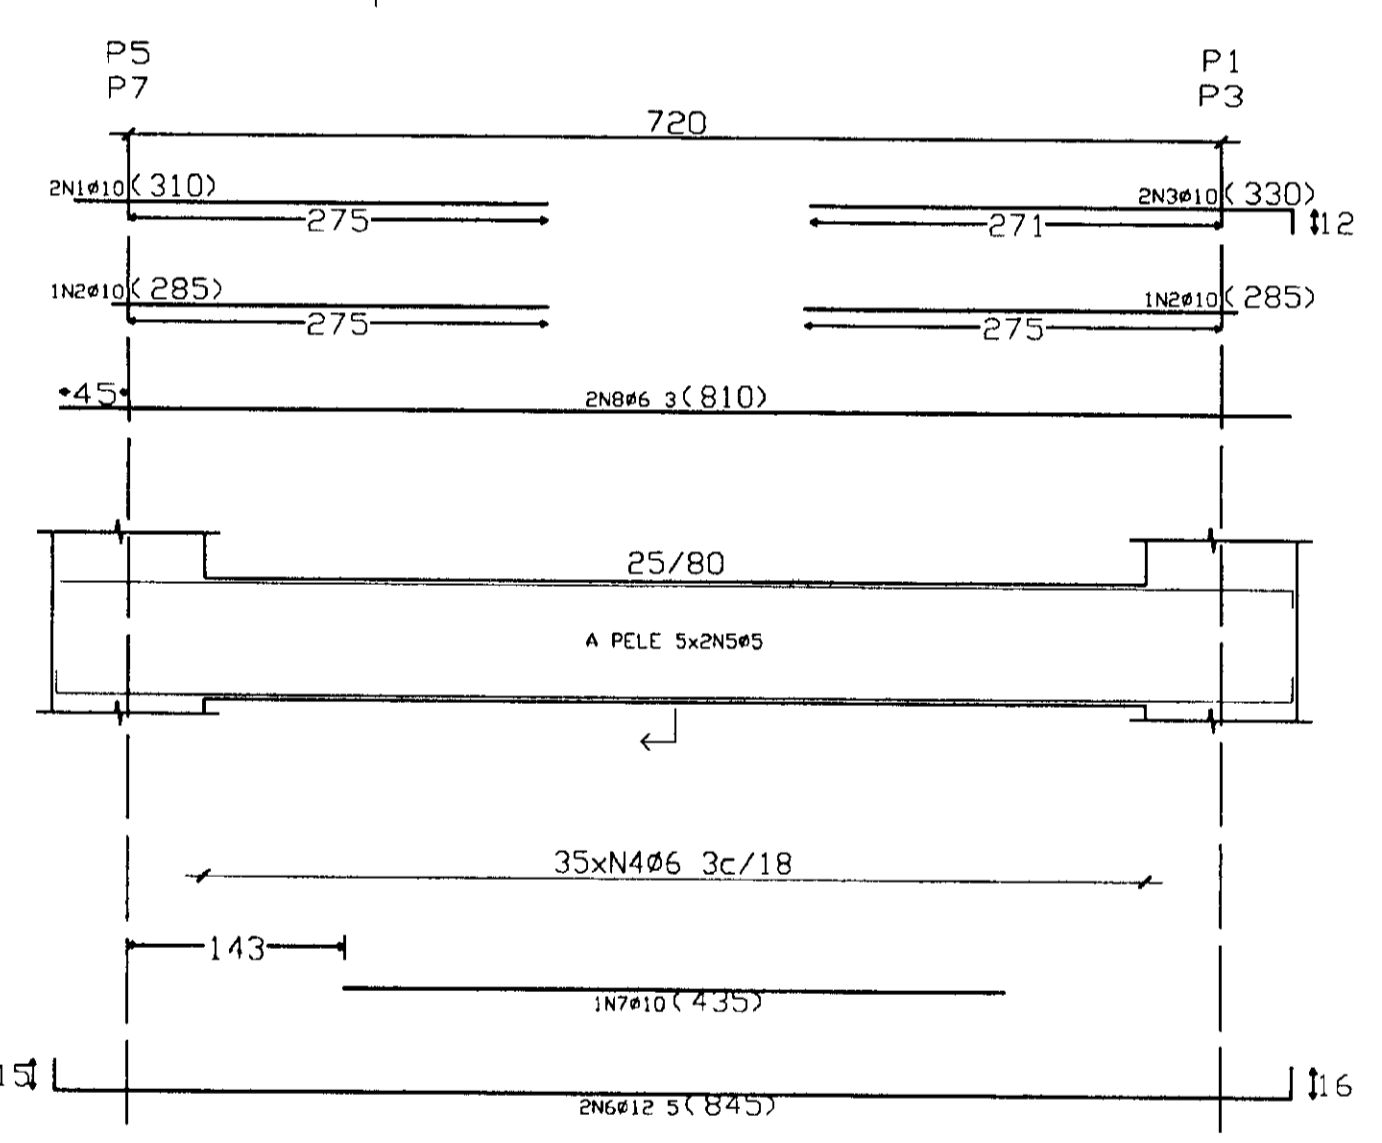 P5
P7
P1
P3
720
2N1ø10(310)
2N3ø10(330)
275
271
12
1N2ø10(285)
1N2ø10(285)
275
275
45
2N8ø6 3(810)
25/80
A PELE 5x2N5ø5
35xN4ø6 3c/18
143
1N7ø10(435)
15
16
2N6ø12 5(845)